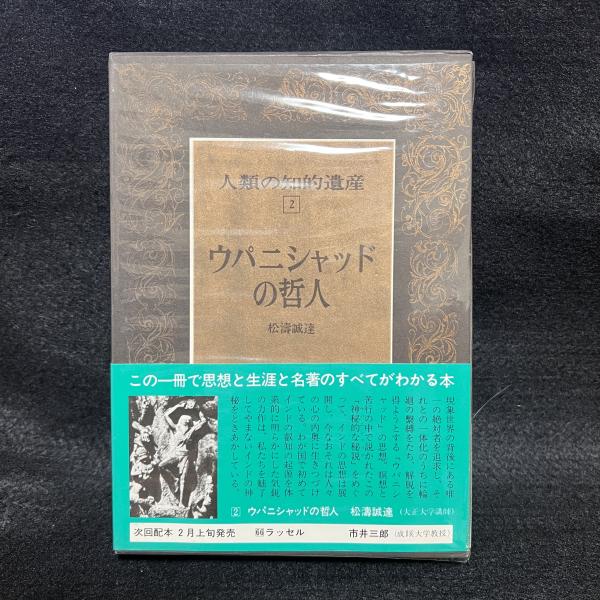 人類の知的遺産
2
ウパニシャッド
の哲人
松濤誠達
この一冊で思想と生涯と名著のすべてがわかる本
現象世界の背後にある唯
一の絶対者を追求し、そ
れとの一体化のうちに輪
廻の繫縛をたち、解脱を
得ようとする「ウパニシ
ャッド」の思想。瞑想と
苦行の中で説かれたこの
「神秘的な秘説」をめぐ
って、インドの思想は展
開し、今なおそれは人々
の心の内奥に生きつづけ
ている。わが国で初めて
インドの叡知の起源を体
系的に明らかにした気鋭
の力作は、私たちを魅了
してやまないインドの神
秘をときあかしている。
2 ウパニシャッドの哲人 松濤誠達(大正大学講師)
次回配本 2月上旬発売 66 ラッセル 市井三郎(成蹊大学教授)